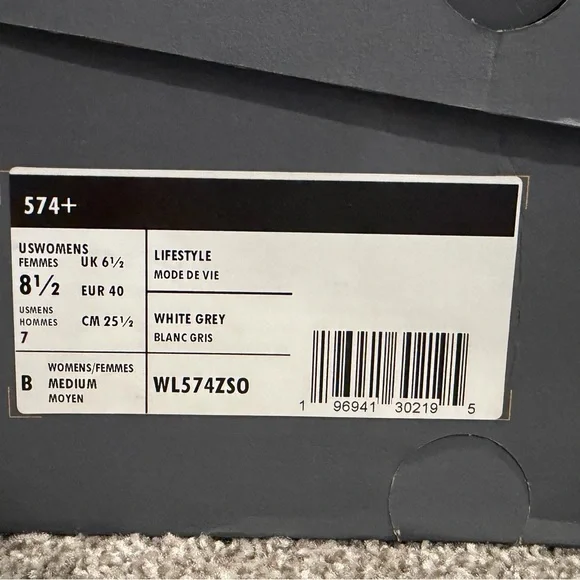 574+
USWOMENS
FEMMES UK 6½
8½ EUR 40
USMENS
HOMMES CM 25½
7
LIFESTYLE
MODE DE VIE
WHITE GREY
BLANC GRIS
B WOMENS/FEMMES
MEDIUM
MOYEN
WL574ZSO
1 96941 30219 5